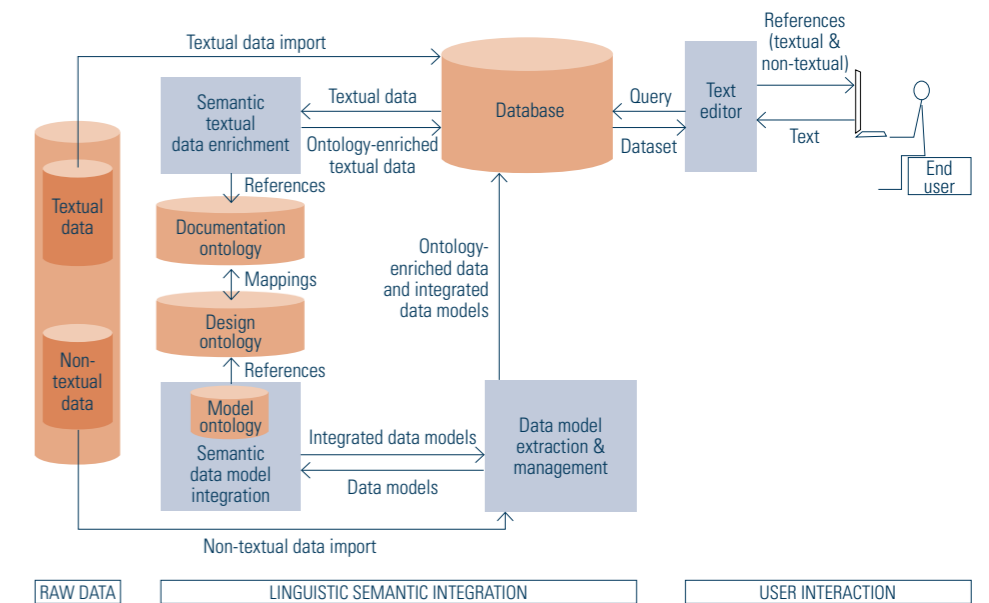 Textual data import
References
(textual &
non-textual)
Semantic
textual
data enrichment
Textual data
Ontology-enriched
textual data
Database
Query
Dataset
Text
editor
Text
End
user
References
Textual
data
Documentation
ontology
Mappings
Design
ontology
References
Ontology-
enriched data
and integrated
data models
Non-
textual
data
Model
ontology
Semantic
data model
integration
Integrated data models
Data models
Data model
extraction &
management
Non-textual data import
RAW DATA
LINGUISTIC SEMANTIC INTEGRATION
USER INTERACTION